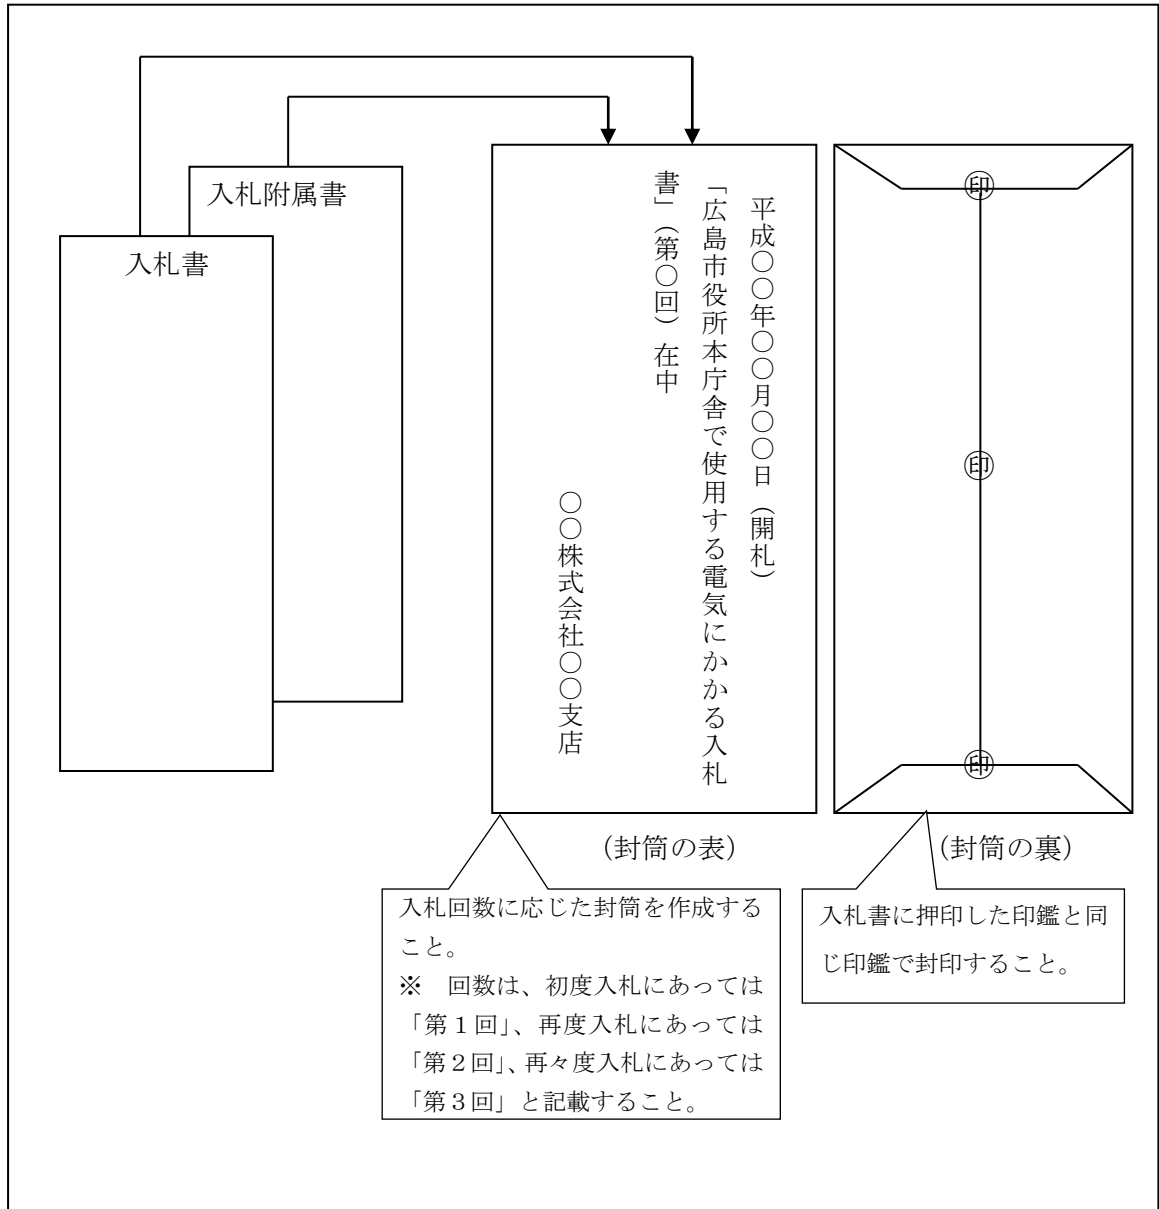 入札附属書
入札書
平成〇〇年〇〇月〇〇日（開札）
「広島市役所本庁舎で使用する電気にかかる入札
書」（第〇回）在中
〇〇株式会社〇〇支店
㊞
㊞
㊞
（封筒の表）
（封筒の裏）
入札回数に応じた封筒を作成する
こと。
※　回数は、初度入札にあっては
「第１回」、再度入札にあっては
「第２回」、再々度入札にあっては
「第３回」と記載すること。
入札書に押印した印鑑と同
じ印鑑で封印すること。